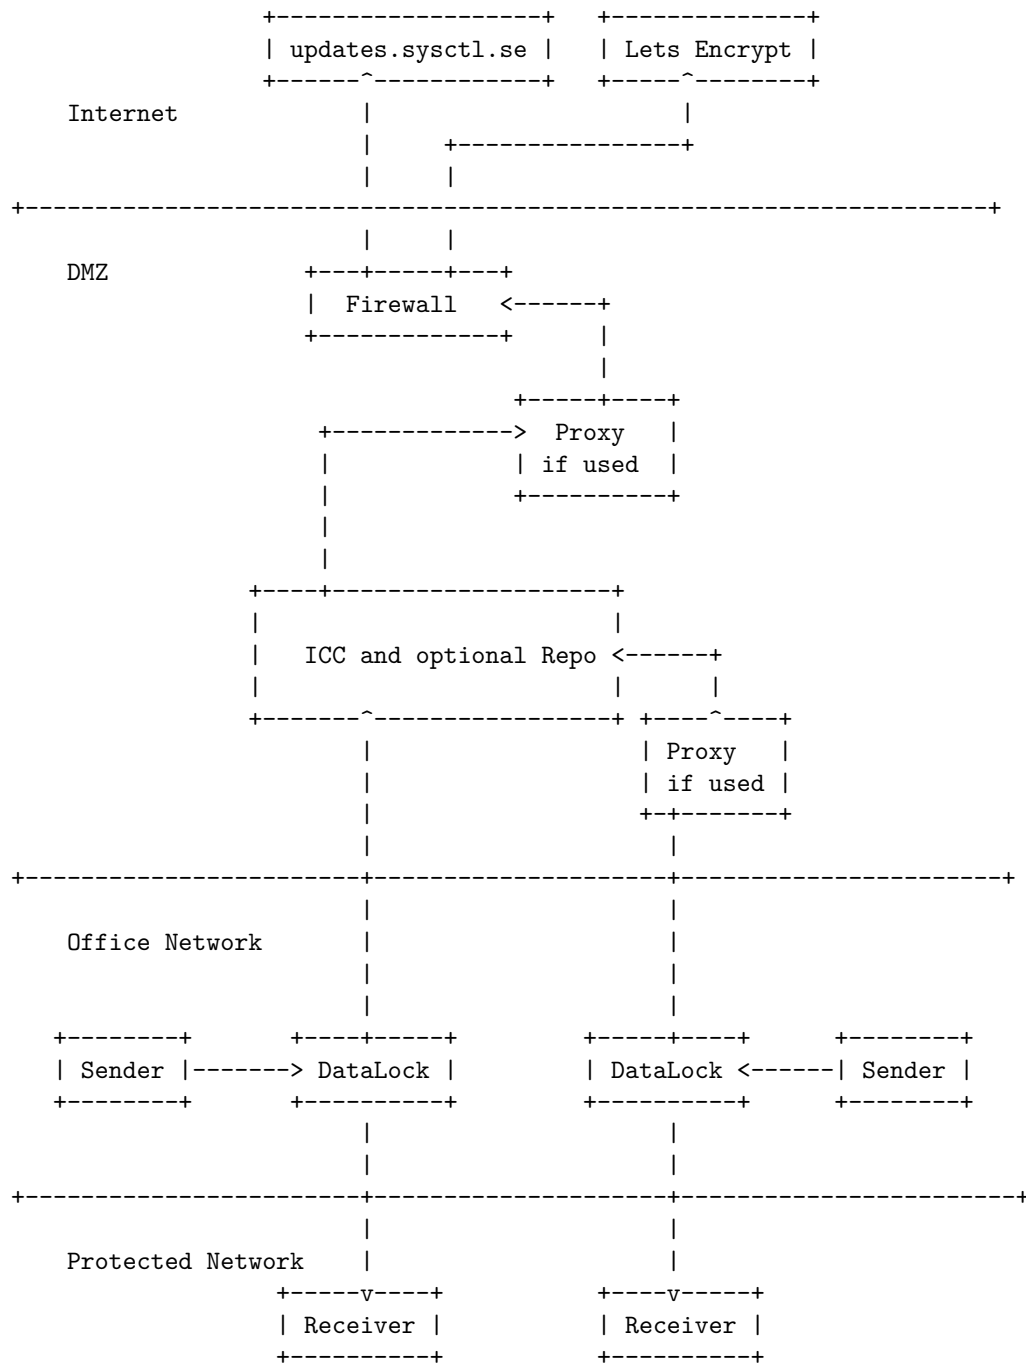 updates.sysctl.se Lets Encrypt
Internet
DMZ
Firewall
Proxy
if used
ICC and optional Repo
Proxy
if used
Office Network
Sender DataLock DataLock Sender
Protected Network
Receiver Receiver